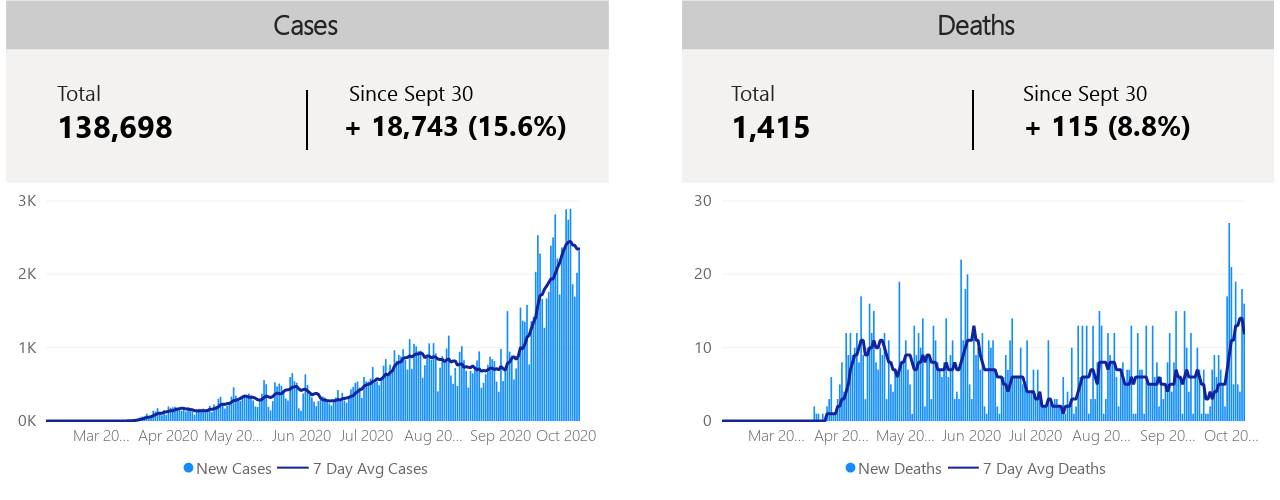 Cases
Total
138,698
Since Sept 30
+ 18,743 (15.6%)
3K
2K
1K
0K
Mar 20... Apr 2020 May 20... Jun 2020 Jul 2020 Aug 20... Sep 2020 Oct 2020
New Cases 7 Day Avg Cases
Deaths
Total
1,415
Since Sept 30
+ 115 (8.8%)
30
20
10
0
Mar 20... Apr 20... May 20... Jun 2020 Jul 2020 Aug 20... Sep 20... Oct 20...
New Deaths 7 Day Avg Deaths